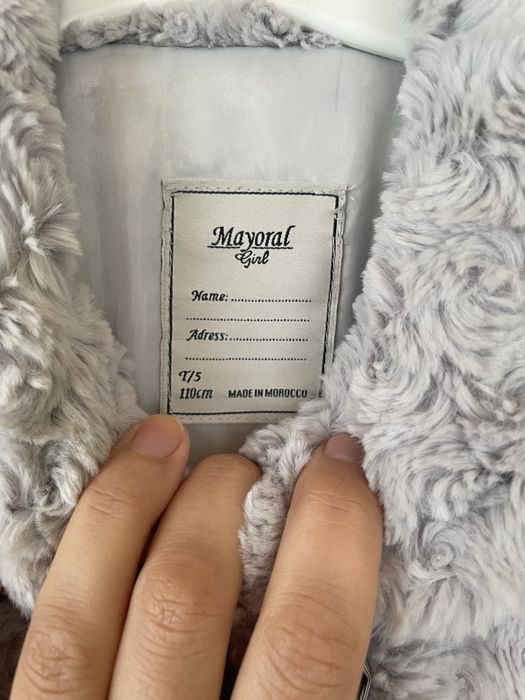 Mayoral
Girl
Name:........................
....................................
Adress:........................
....................................
T/5
110cm MADE IN MOROCCO